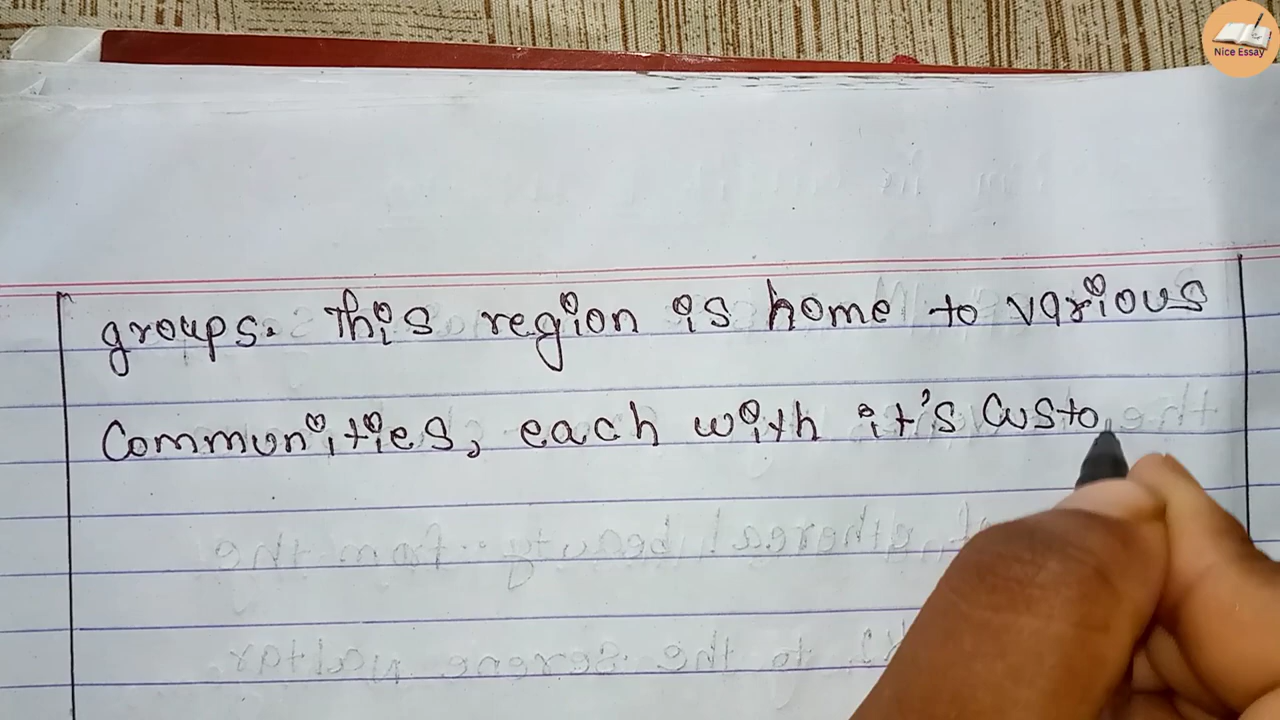 Nice Essay
groups. This region is home to various
Communities, each with it's Custo